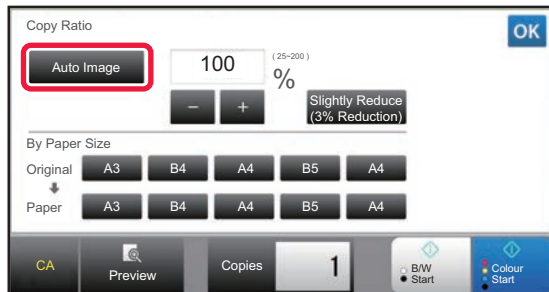 Copy Ratio
OK
Auto Image
100
(25~200)
%
－
+
Slightly Reduce
(3% Reduction)
By Paper Size
Original A3 B4 A4 B5 A4
Paper A3 B4 A4 B5 A4
CA
Preview
Copies
1
B/W
Start
Colour
Start